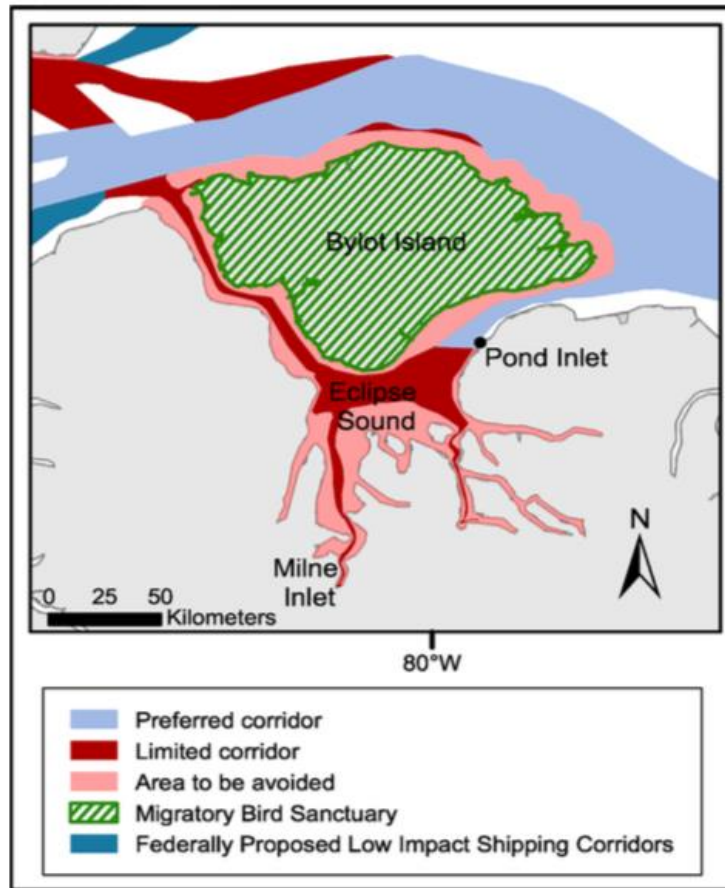 Bylot Island
Pond Inlet
Eclipse
Sound
N
Milne
Inlet
0 25 50
Kilometers
80°W
Preferred corridor
Limited corridor
Area to be avoided
Migratory Bird Sanctuary
Federally Proposed Low Impact Shipping Corridors